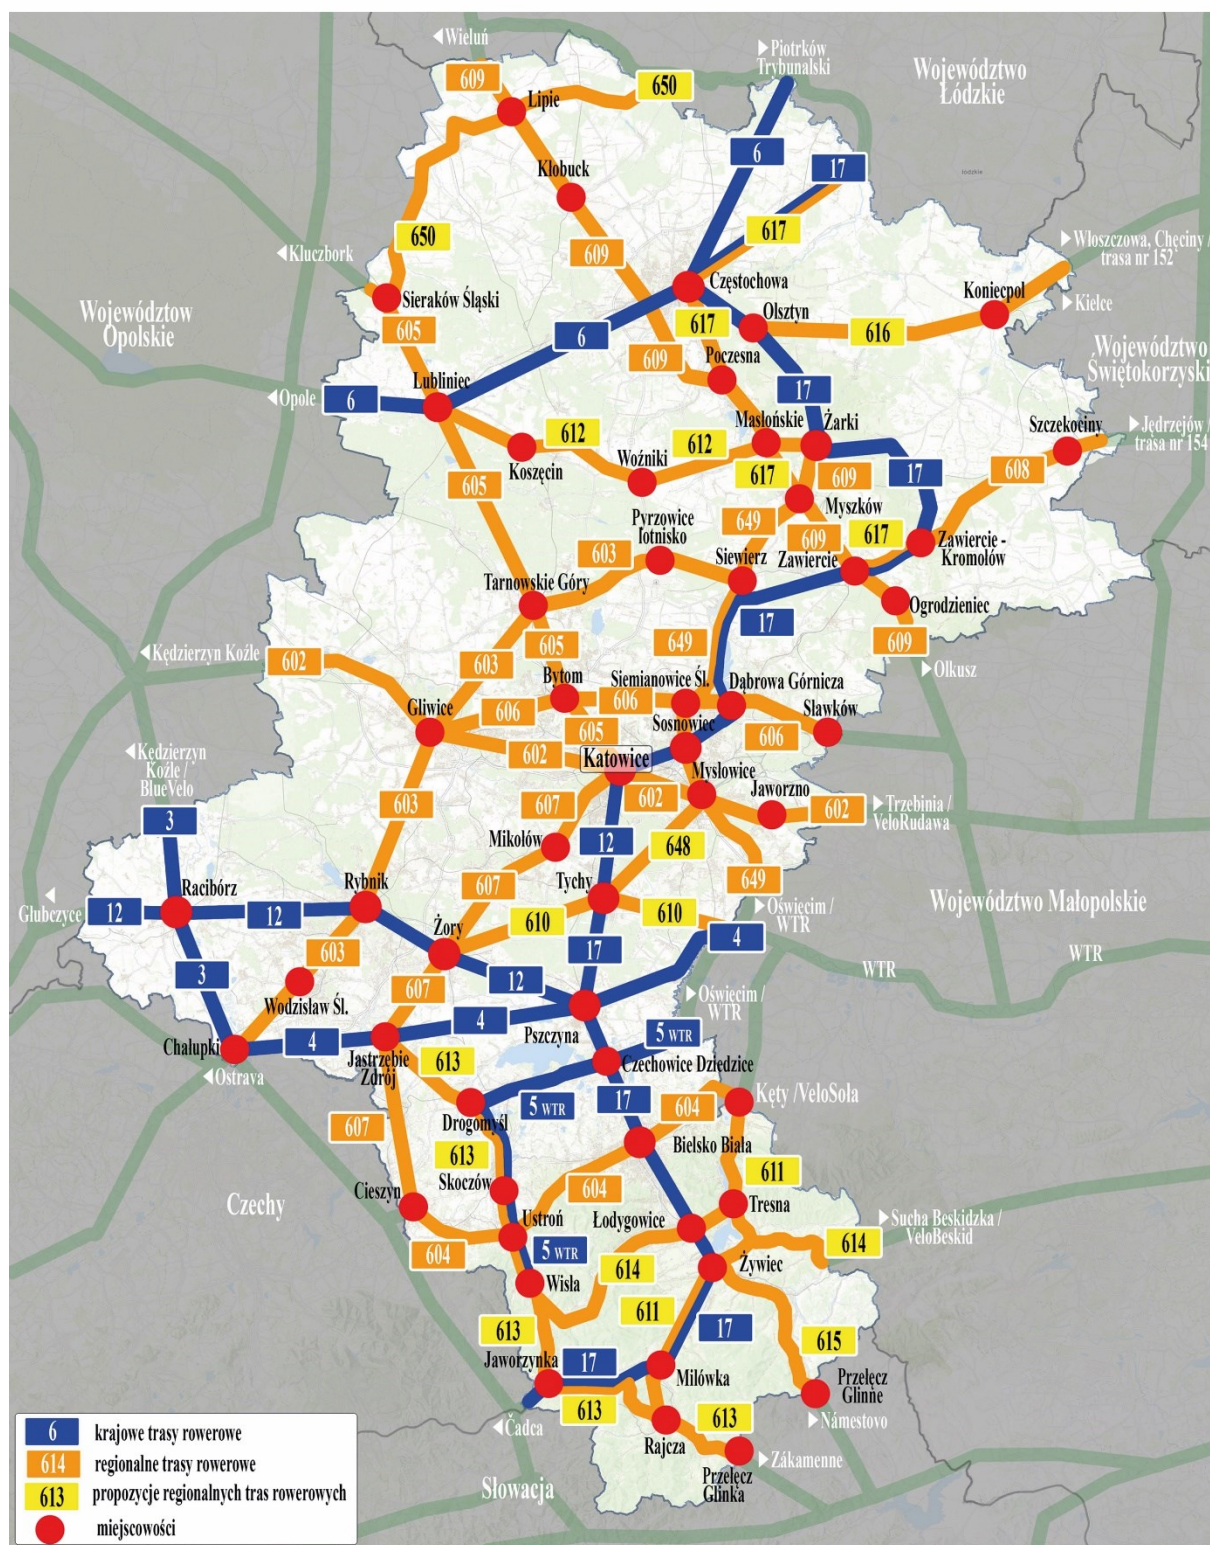 Wieluń
Piotrków
Trybunalski
Województwo
Łódzkie
609
650
Lipie
6
17
Kłobuck
650
617
609
Kluczbork
Włoszczowa, Chęciny /
trasa nr 152
Częstochowa
Koniecpol
Kielce
Sieraków Śląski
Województow
Opolskie
Olsztyn
605
6
617
616
Poczesna
Województwo
Świętokorzyski
609
Lubliniec
Opole
6
17
Masłońskie
Żarki
Szczekociny
Jędrzejów /
trasa nr 154
612
612
Koszęcin
Woźniki
617
609
17
608
605
Myszków
Pyrzowice
lotnisko
649
609
617
Zawiercie -
Kromołów
603
Siewierz
Zawiercie
Tarnowskie Góry
Ogrodzieniec
17
609
Kędzierzyn Koźle
602
605
649
Olkusz
603
Bytom
Siemianowice Śl.
Dąbrowa Górnicza
606
Sławków
Gliwice
606
605
Sosnowiec
606
Kędzierzyn
Koźle /
BlueVelo
602
Katowice
Mysłowice
Jaworzno
603
607
602
602
Trzebinia /
VeloRudawa
3
Mikołów
12
648
Racibórz
Rybnik
607
Tychy
649
Głubczyce
12
12
Żory
610
610
Oświęcim /
WTR
Województwo Małopolskie
603
17
4
WTR
WTR
3
12
Wodzisław Śl.
607
Oświęcim /
WTR
4
4
Pszczyna
5 WTR
Chałupki
Jastrzębie
Zdrój
613
Czechowice Dziedzice
Ostrava
5 WTR
17
604
Kęty /VeloSoła
Drogomyśl
607
613
Bielsko Biała
611
Skoczów
Cieszyn
604
Tresna
Czechy
Ustroń
Łodygowice
Sucha Beskidzka /
VeloBeskid
604
5 WTR
614
614
Żywiec
Wisła
611
613
17
615
Jaworzynka
17
Milówka
Przełęcz
Glinne
613
613
Námestovo
Čadca
Rajcza
Zákamenne
Przełęcz
Glinka
Słowacja
6 krajowe trasy rowerowe
614 regionalne trasy rowerowe
613 propozycje regionalnych tras rowerowych
miejscowości